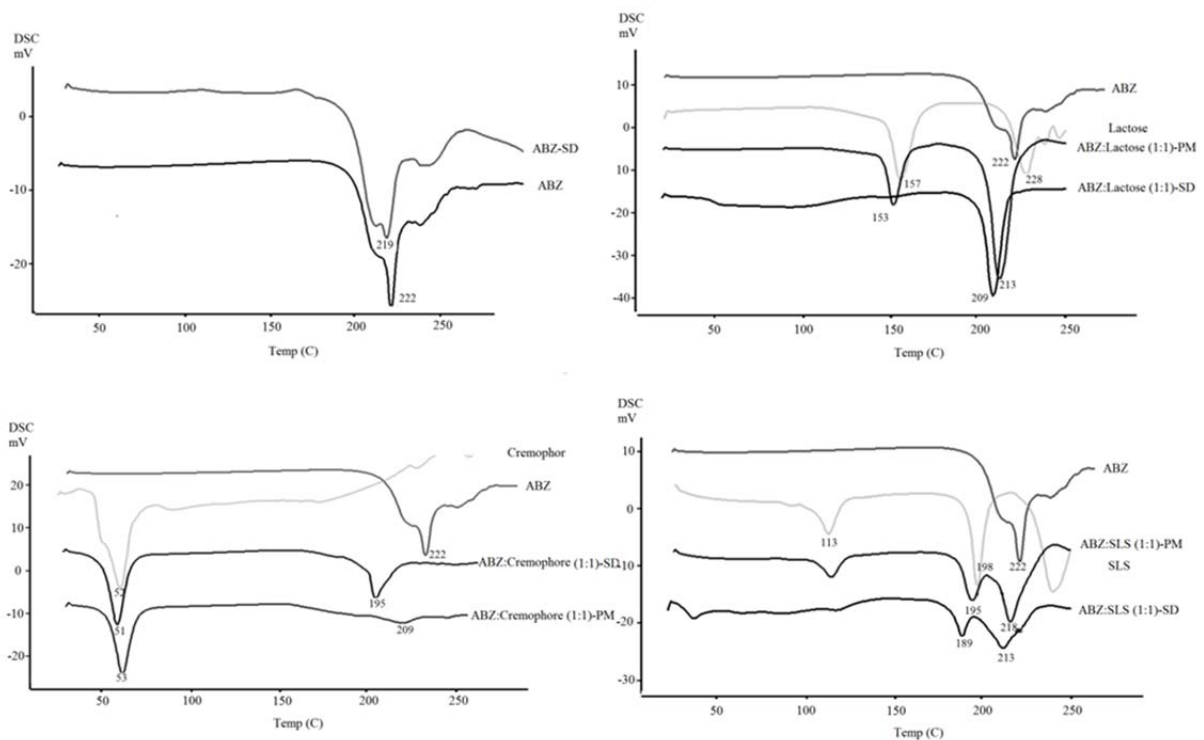 DSC
mV
0
-10
-20
219
222
ABZ-SD
ABZ
50
100
150
200
250
Temp (C)
DSC
mV
10
0
-10
-20
-30
-40
ABZ
Lactose
ABZ:Lactose (1:1)-PM
ABZ:Lactose (1:1)-SD
222
228
157
153
213
209
50
100
150
200
250
Temp (C)
DSC
mV
20
10
0
-10
-20
Cremophor
ABZ
222
ABZ:Cremophore (1:1)-SD
52
195
ABZ:Cremophore (1:1)-PM
51
209
53
50
100
150
200
250
Temp (C)
DSC
mV
10
0
-10
-20
-30
ABZ
113
ABZ:SLS (1:1)-PM
198
222
SLS
195
218
ABZ:SLS (1:1)-SD
189
213
50
100
150
200
250
Temp (C)